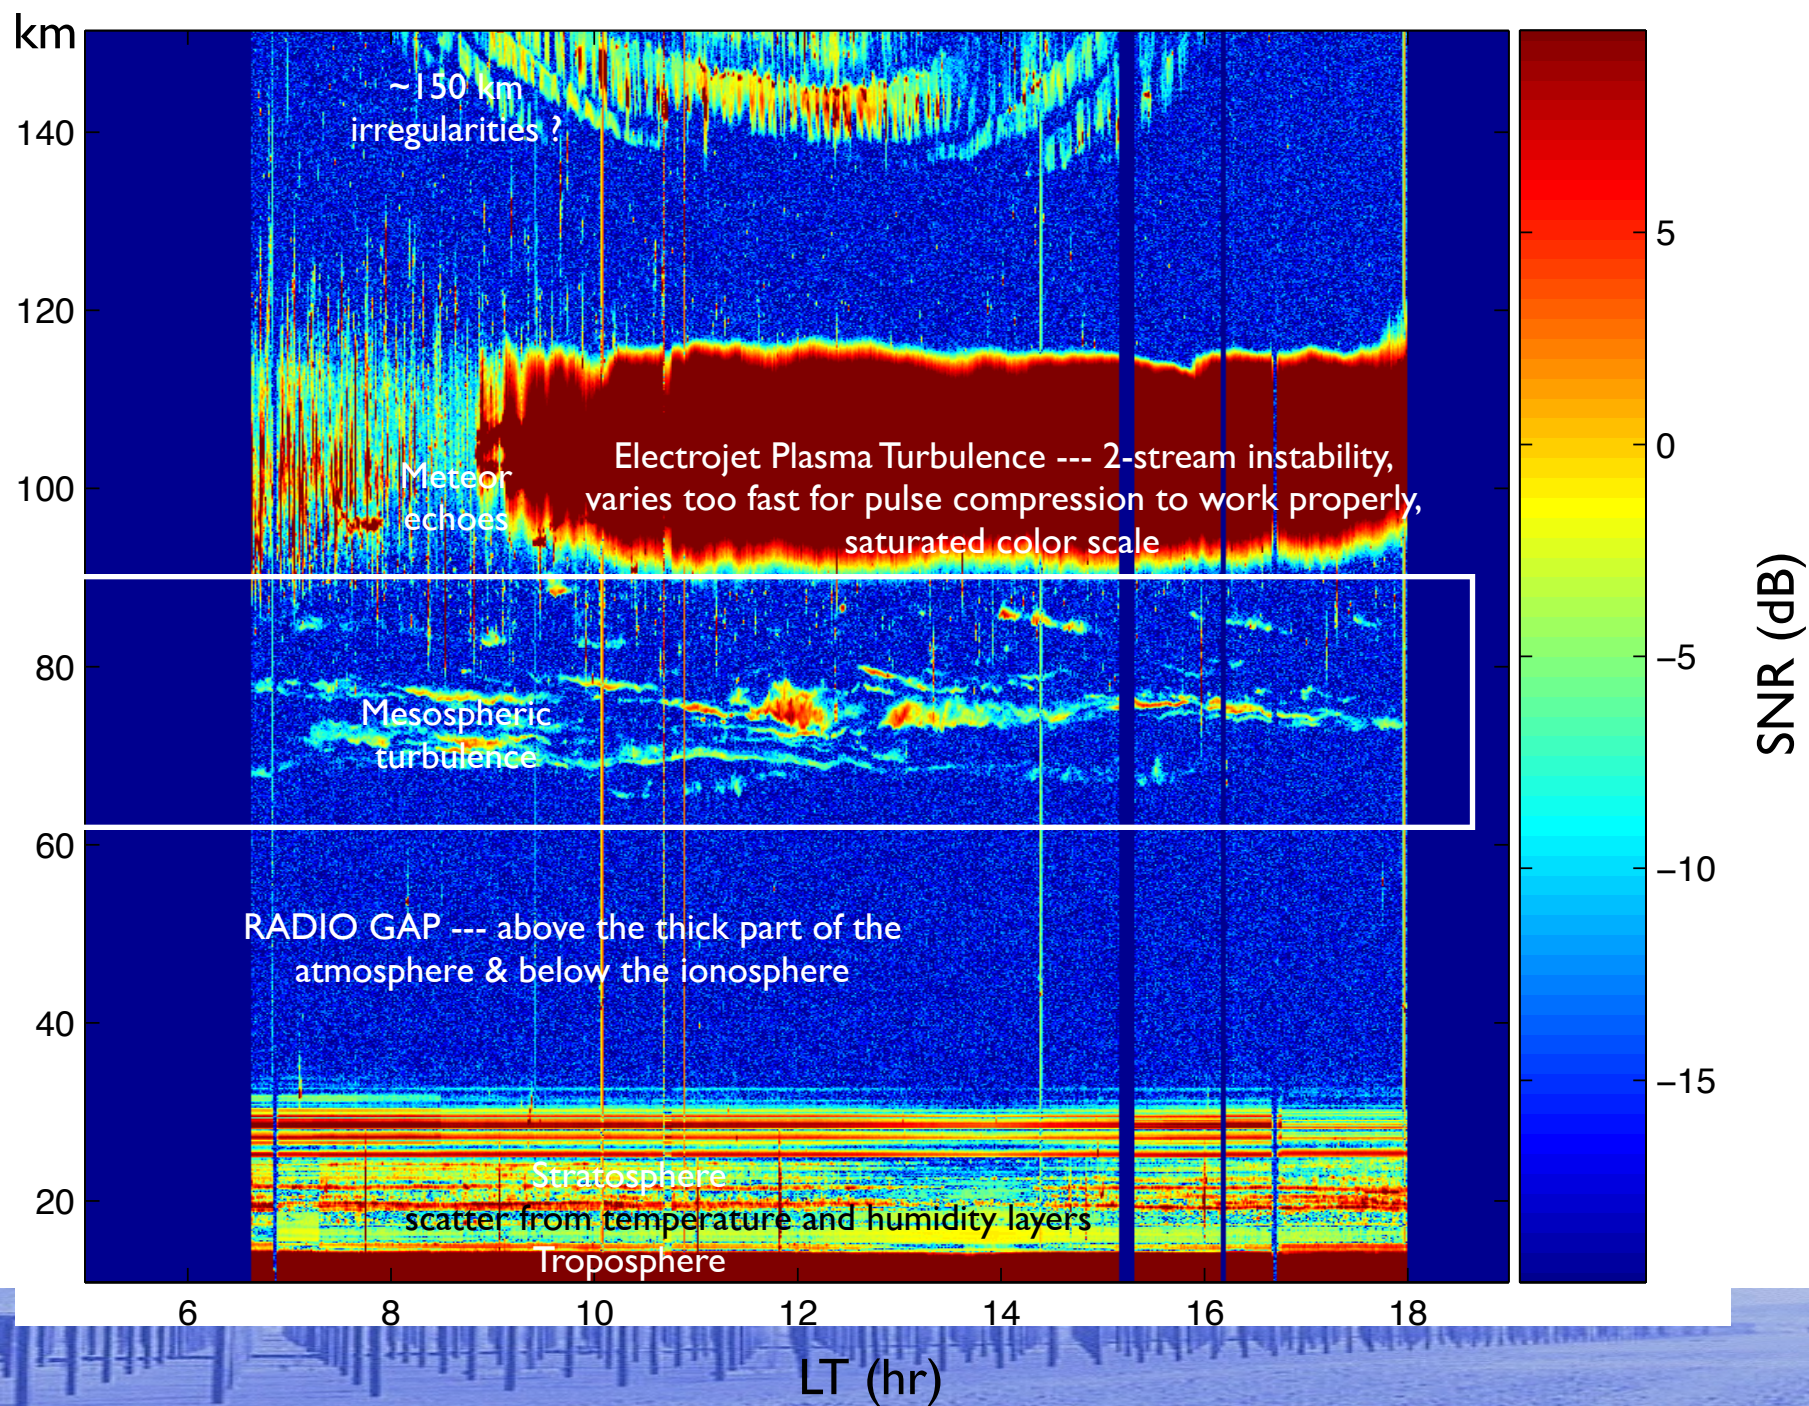 km
~150 km
irregularities ?
140
120
Electrojet Plasma Turbulence --- 2-stream instability,
varies too fast for pulse compression to work properly,
saturated color scale
Meteor
echoes
100
80
Mesospheric
turbulence
60
RADIO GAP --- above the thick part of the
atmosphere & below the ionosphere
40
Stratosphere
20
scatter from temperature and humidity layers
Troposphere
6 8 10 12 14 16 18
LT (hr)
5
0
−5
−10
−15
SNR (dB)